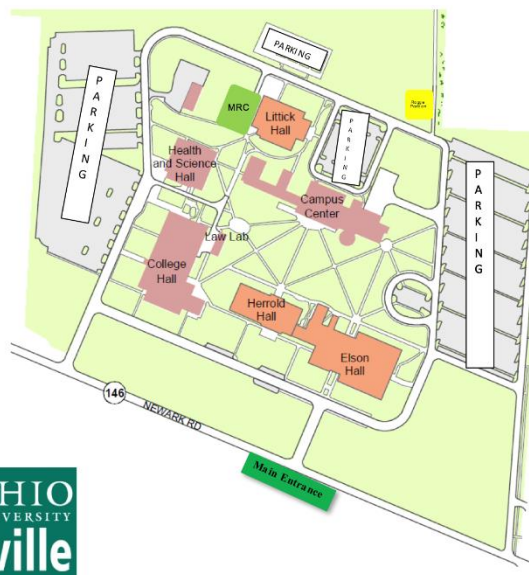 PARKING
MRC
Littick
Hall
PARKING
PARKING
Health
and Science
Hall
Campus
Center
PARKING
Law Lab
College
Hall
Herrold
Hall
Elson
Hall
146
NEWARK RD
Main Entrance
HIO
VERSITY
ville